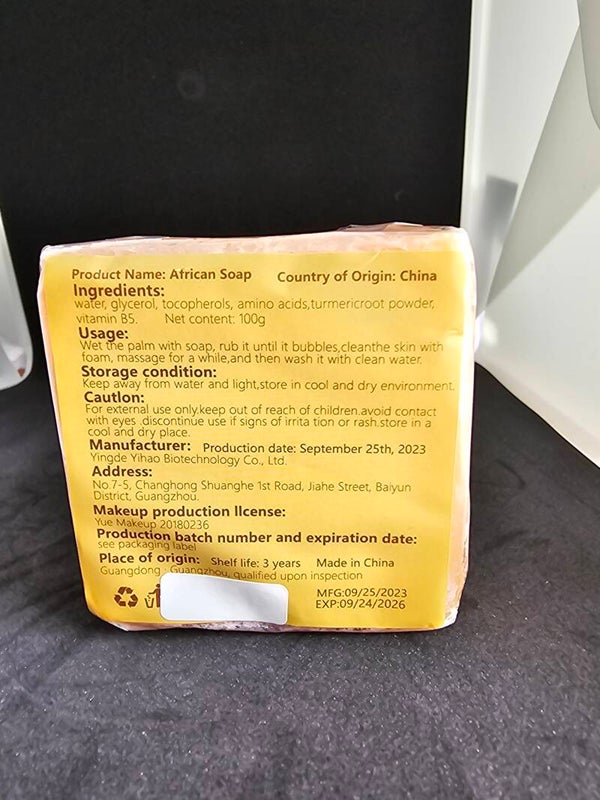 Product Name: African Soap Country of Origin: China
Ingredients:
water, glycerol, tocopherols, amino acids,turmericroot powder,
vitamin B5. Net content: 100g
Usage:
Wet the palm with soap, rub it until it bubbles,cleanthe skin with
foam, massage for a while,and then wash it with clean water.
Storage condition:
Keep away from water and light,store in cool and dry environment.
CautIon:
For external use only.keep out of reach of children.avoid contact
with eyes .discontinue use if signs of irrita tion or rash.store in a
cool and dry place.
Manufacturer: Production date: September 25th, 2023
Yingde Yihao Biotechnology Co., Ltd.
Address:
No.7-5, Changhong Shuanghe 1st Road, Jiahe Street, Baiyun
District, Guangzhou.
Makeup production lIcense:
Yue Makeup 20180236
Production batch number and expiration date:
see packaging label
Place of origin: Shelf life: 3 years Made in China
Guangdong : Guangzhou, qualified upon inspection
MFG:09/25/2023
EXP:09/24/2026